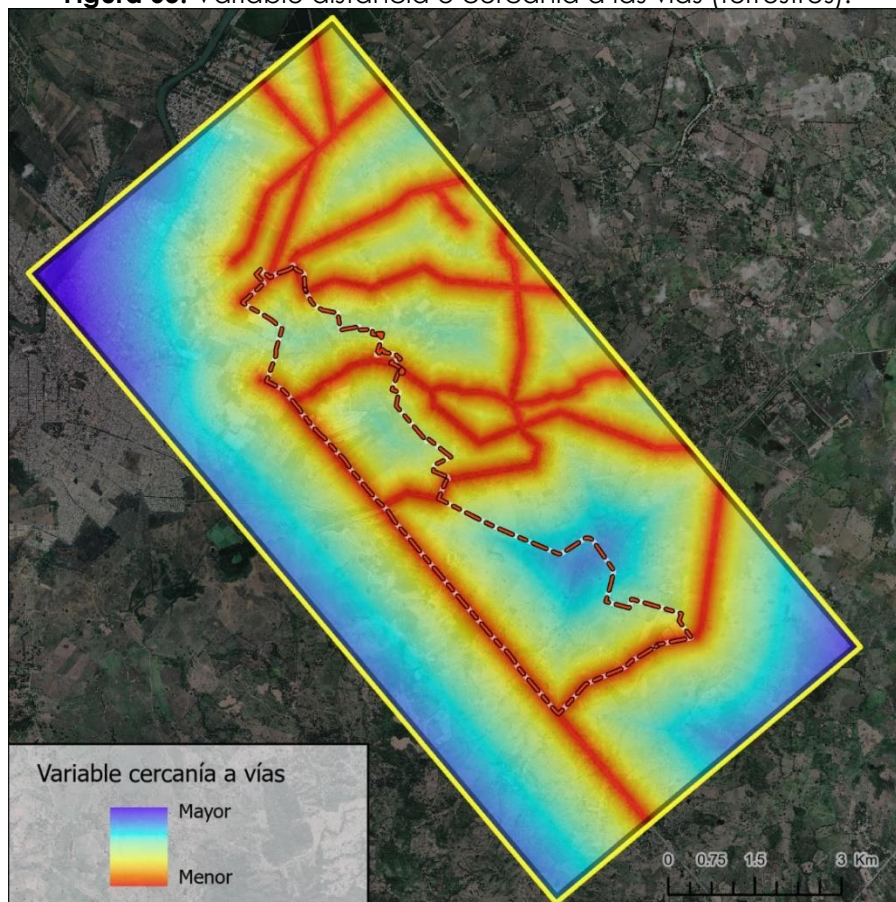 Variable distancia o cercanía a las vías (terrestres).
Variable cercanía a vías
Mayor
Menor
0 0.75 1.5 3 Km